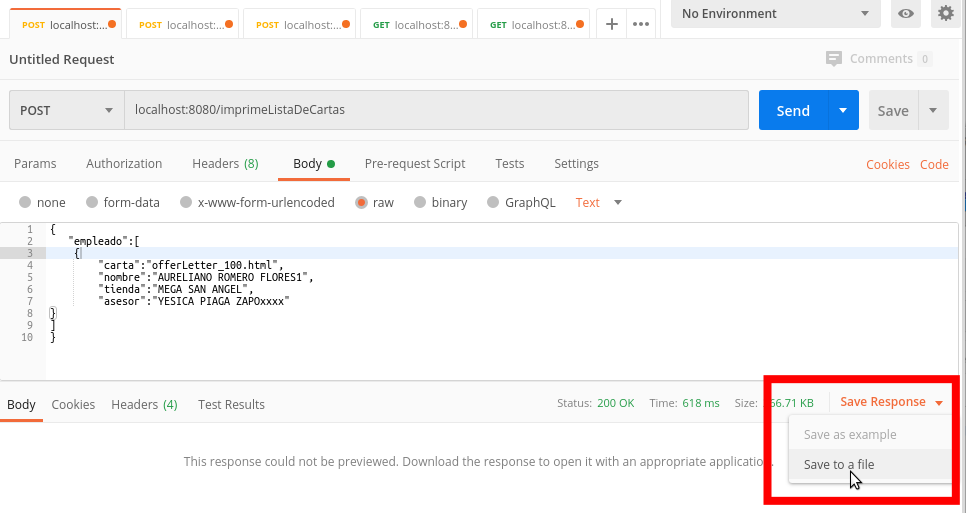 POST localhost:... POST localhost:... POST localhost:... GET localhost:8... GET localhost:8... + ••• No Environment
Untitled Request Comments 0
POST localhost:8080/imprimeListaDeCartas Send Save
Params Authorization Headers (8) Body Pre-request Script Tests Settings Cookies Code
none form-data x-www-form-urlencoded raw binary GraphQL Text
1 {
2 "empleado":[
3 {
4 "carta":"offerLetter_100.html",
5 "nombre":"AURELIANO ROMERO FLORES1",
6 "tienda":"MEGA SAN ANGEL",
7 "asesor":"YESICA PIAGA ZAPOxxxx"
8 }
9 ]
10 }
Body Cookies Headers (4) Test Results Status: 200 OK Time: 618 ms Size: 66.71 KB Save Response
Save as example
This response could not be previewed. Download the response to open it with an appropriate application.
Save to a file